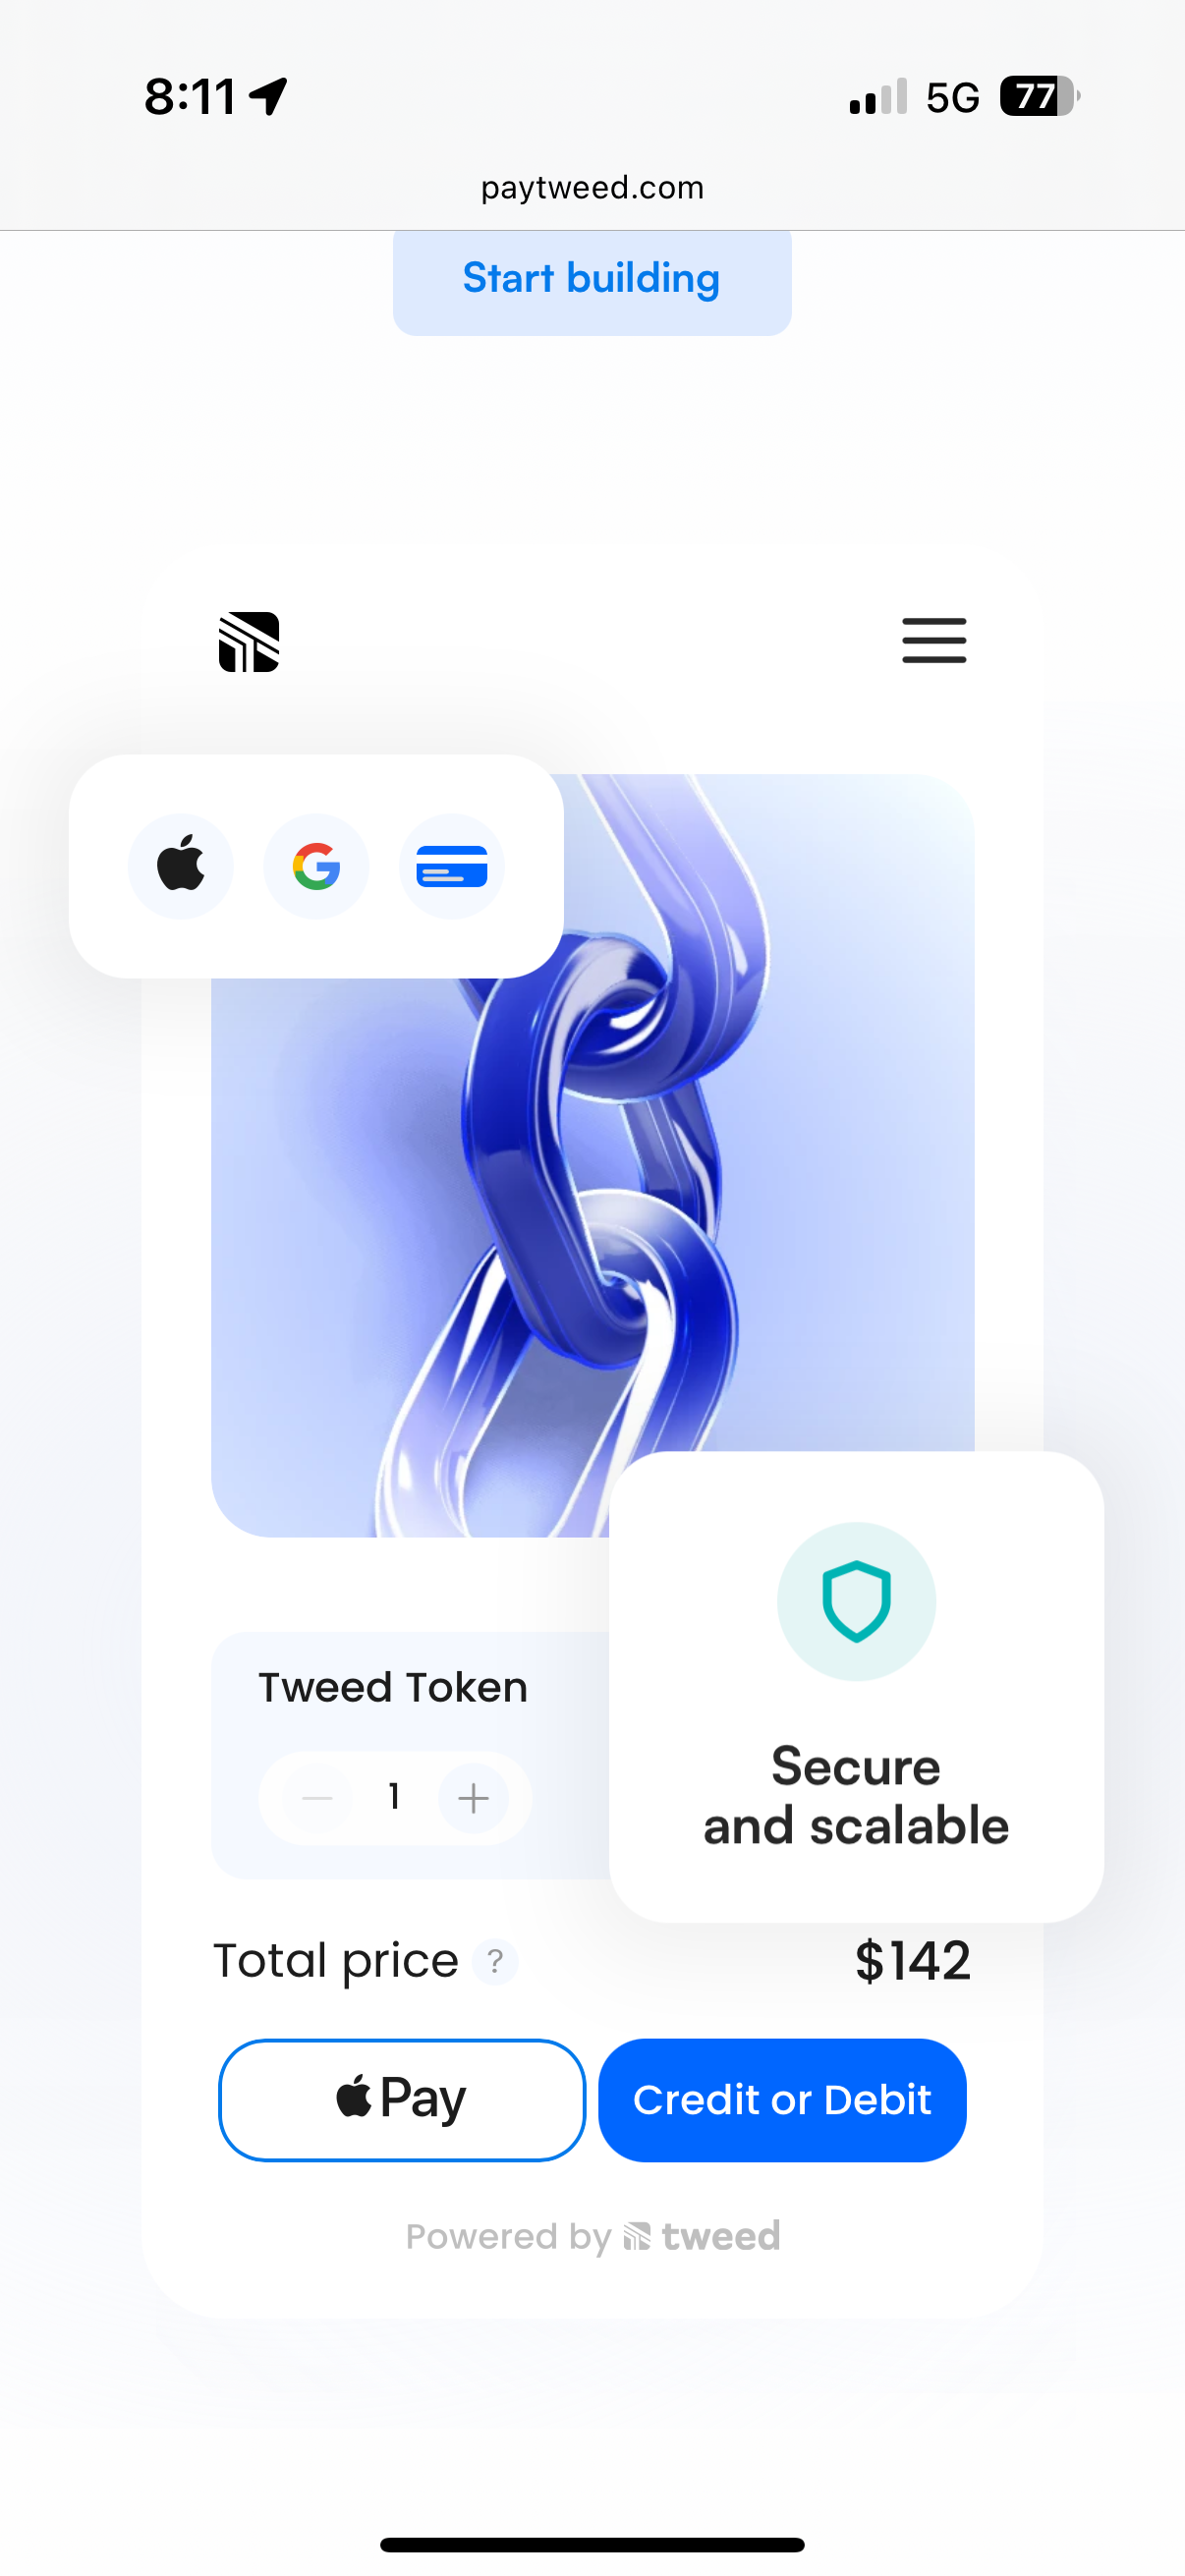 8:11
5G
77
paytweed.com
Start building
Tweed Token
1
Secure
and scalable
Total price ?
$142
Pay
Credit or Debit
Powered by tweed